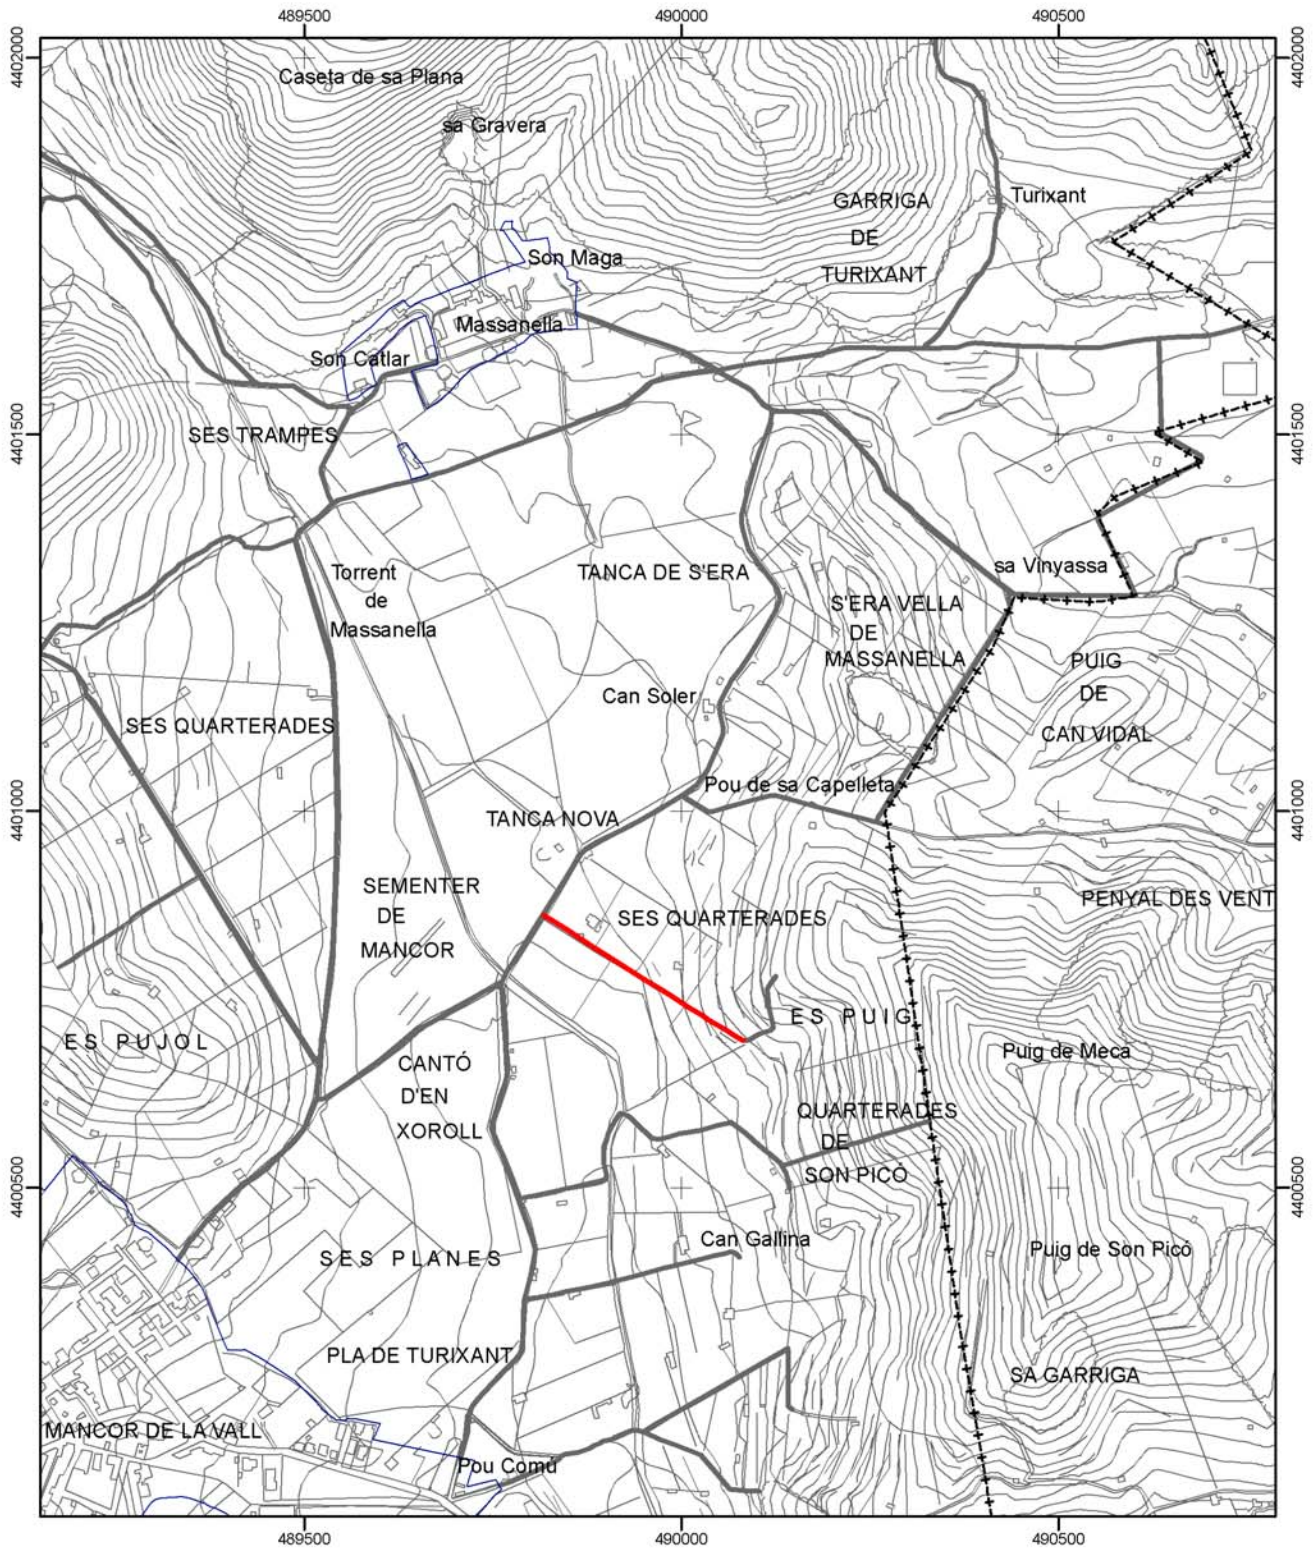 489500
490000
490500
4402000
4402000
Caseta de sa Plana
sa Gravera
GARRIGA
DE
TURIXANT
Turixant
Son Maga
Massanella
Son Catlar
4401500
SES TRAMPES
4401500
Torrent
de
Massanella
TANCA DE S'ERA
sa Vinyassa
S'ERA VELLA
DE
MASSANELLA
PUIG
DE
CAN VIDAL
Can Soler
SES QUARTERADES
Pou de sa Capelleta
4401000
TANCA NOVA
4401000
SEMENTER
DE
MANCOR
SES QUARTERADES
PENYAL DES VENT
ES PUJOL
ES PUIG
Puig de Meca
CANTÓ
D'EN
XOROLL
QUARTERADES
DE
SON PICÓ
4400500
4400500
SES PLANES
Can Gallina
Puig de Son Picó
PLA DE TURIXANT
SA GARRIGA
MANCOR DE LA VALL
Pou Comú
489500
490000
490500